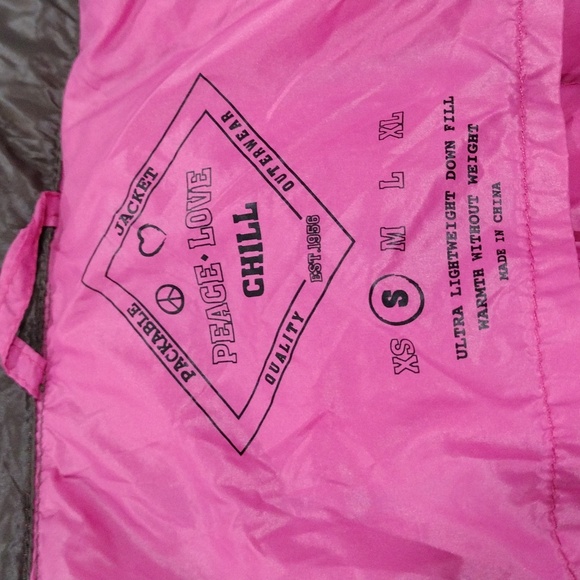 PACKABLE JACKET
PEACE • LOVE
CHILL
QUALITY OUTERWEAR
EST. 1956
XS S M L XL
ULTRA LIGHTWEIGHT DOWN FILL
WARMTH WITHOUT WEIGHT
MADE IN CHINA